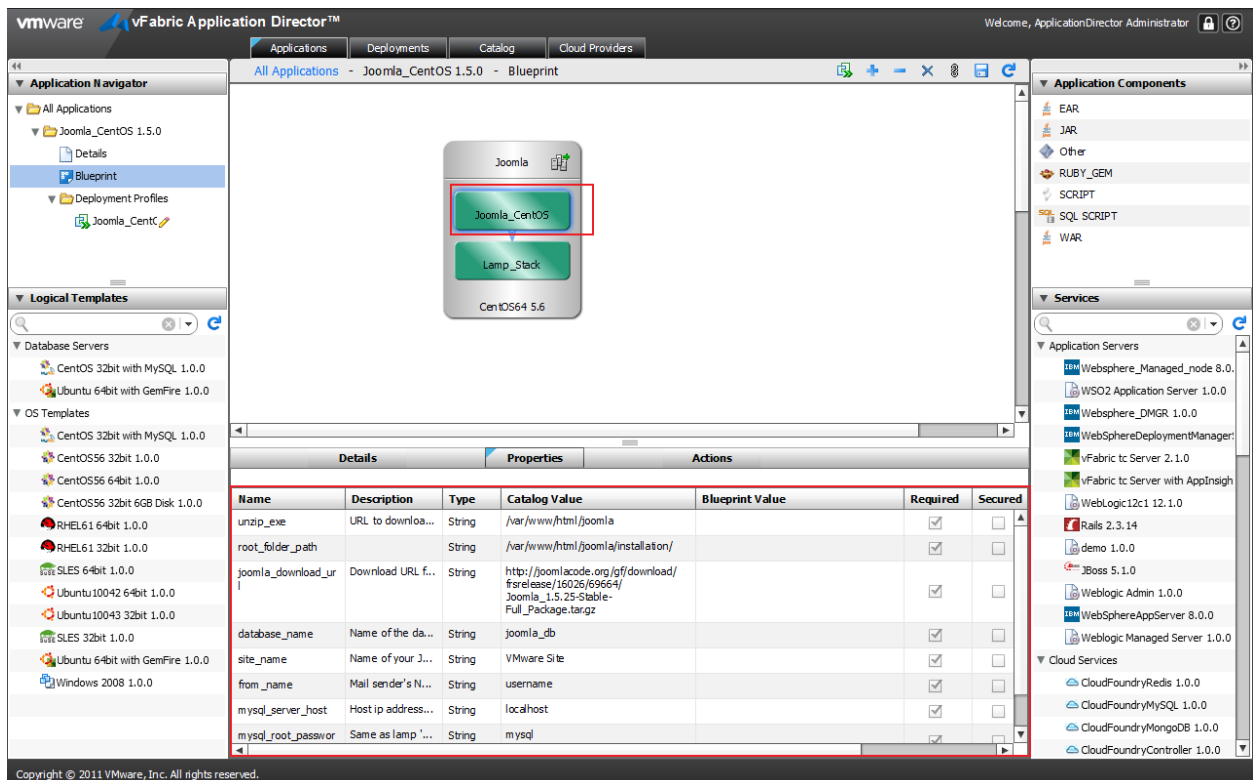 vmware vFabric Application Director™
Welcome, ApplicationDirector Administrator
Applications Deployments Catalog Cloud Providers
All Applications - Joomla_CentOS 1.5.0 - Blueprint
Application Navigator
All Applications
Joomla_CentOS 1.5.0
Details
Blueprint
Deployment Profiles
Joomla_CentC
Logical Templates
Database Servers
CentOS 32bit with MySQL 1.0.0
Ubuntu 64bit with GemFire 1.0.0
OS Templates
CentOS 32bit with MySQL 1.0.0
CentOS56 32bit 1.0.0
CentOS56 64bit 1.0.0
CentOS56 32bit 6GB Disk 1.0.0
RHEL61 64bit 1.0.0
RHEL61 32bit 1.0.0
SLES 64bit 1.0.0
Ubuntu10042 64bit 1.0.0
Ubuntu10043 32bit 1.0.0
SLES 32bit 1.0.0
Ubuntu 64bit with GemFire 1.0.0
Windows 2008 1.0.0
Joomla
Joomla_CentOS
Lamp_Stack
CentOS64 5.6
Details Properties Actions
Name Description Type Catalog Value Blueprint Value Required Secured
unzip_exe URL to downloa... String /var/www/html/joomla
root_folder_path String /var/www/html/joomla/installation/
joomla_download_ur Download URL f... String http://joomlacode.org/gf/download/
l frsrelease/16026/69664/
Joomla_1.5.25-Stable-
Full_Package.tar.gz
database_name Name of the da... String joomla_db
site_name Name of your J... String VMware Site
from_name Mail sender's N... String username
mysql_server_host Host ip address... String localhost
mysql_root_passwor Same as lamp '... String mysql
Application Components
EAR
JAR
Other
RUBY_GEM
SCRIPT
SQL SCRIPT
WAR
Services
Application Servers
IBM Websphere_Managed_node 8.0.
WSO2 Application Server 1.0.0
IBM Websphere_DMGR 1.0.0
IBM WebSphereDeploymentManager
vFabric tc Server 2.1.0
vFabric tc Server with AppInsigh
WebLogic12c1 12.1.0
Rails 2.3.14
demo 1.0.0
JBoss 5.1.0
Weblogic Admin 1.0.0
IBM WebSphereAppServer 8.0.0
Weblogic Managed Server 1.0.0
Cloud Services
CloudFoundryRedis 1.0.0
CloudFoundryMySQL 1.0.0
CloudFoundryMongoDB 1.0.0
CloudFoundryController 1.0.0
Copyright © 2011 VMware, Inc. All rights reserved.